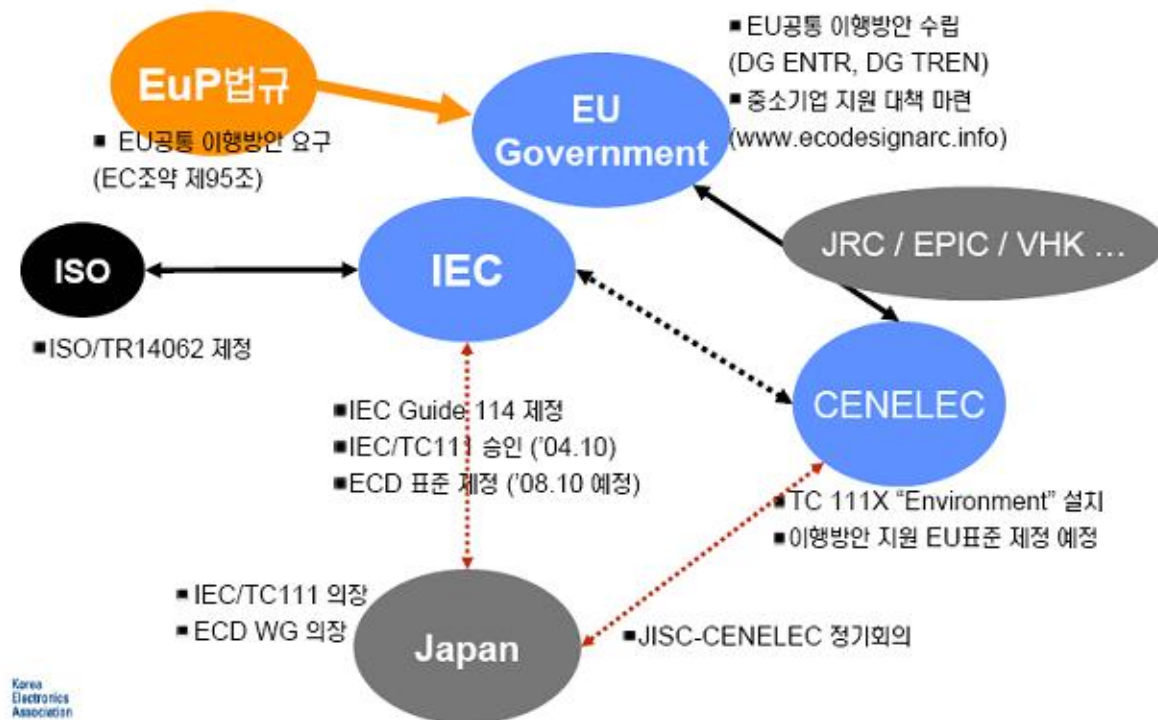 EuP법규
■ EU공통 이행방안 요구
(EC조약 제95조)
EU
Government
■ EU공통 이행방안 수립
(DG ENTR, DG TREN)
■ 중소기업 지원 대책 마련
(www.ecodesignarc.info)
JRC / EPIC / VHK ...
ISO
■ISO/TR14062 제정
IEC
■IEC Guide 114 제정
■IEC/TC111 승인 ('04.10)
■ECD 표준 제정 ('08.10 예정)
CENELEC
■TC 111X “Environment” 설치
■이행방안 지원 EU표준 제정 예정
■ IEC/TC111 의장
■ ECD WG 의장
Japan
■JISC-CENELEC 정기회의
Korea
Electronics
Association